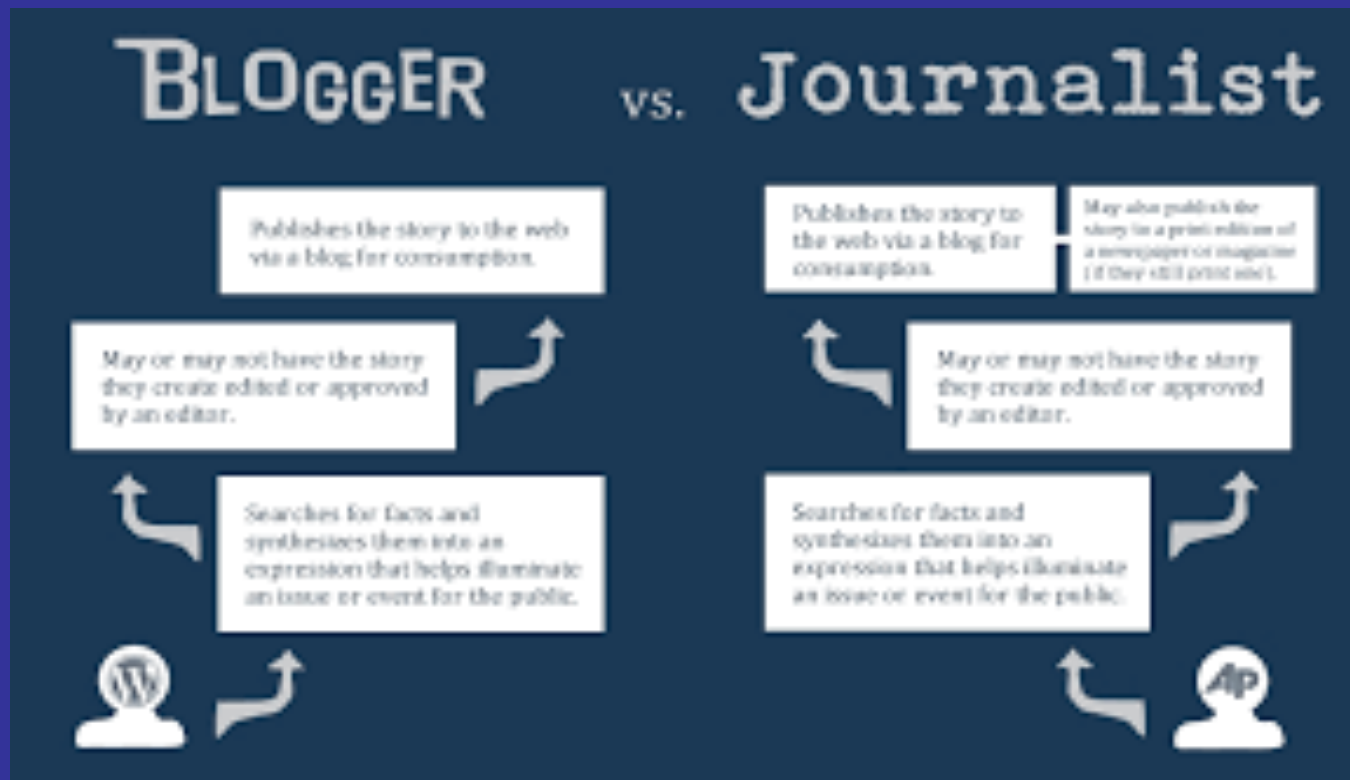 BLOGGER vs. Journalist
Publishes the story to the web
via a blog for consumption.
May or may not have the story
they create edited or approved
by an editor.
Searches for facts and
synthesizes them into an
expression that helps illuminate
an issue or event for the public.
W
Publishes the story to
the web via a blog for
consumption.
May also publish the
story to a print edition of
a newspaper or magazine
(if they still print one).
May or may not have the story
they create edited or approved
by an editor.
Searches for facts and
synthesizes them into an
expression that helps illuminate
an issue or event for the public.
AP